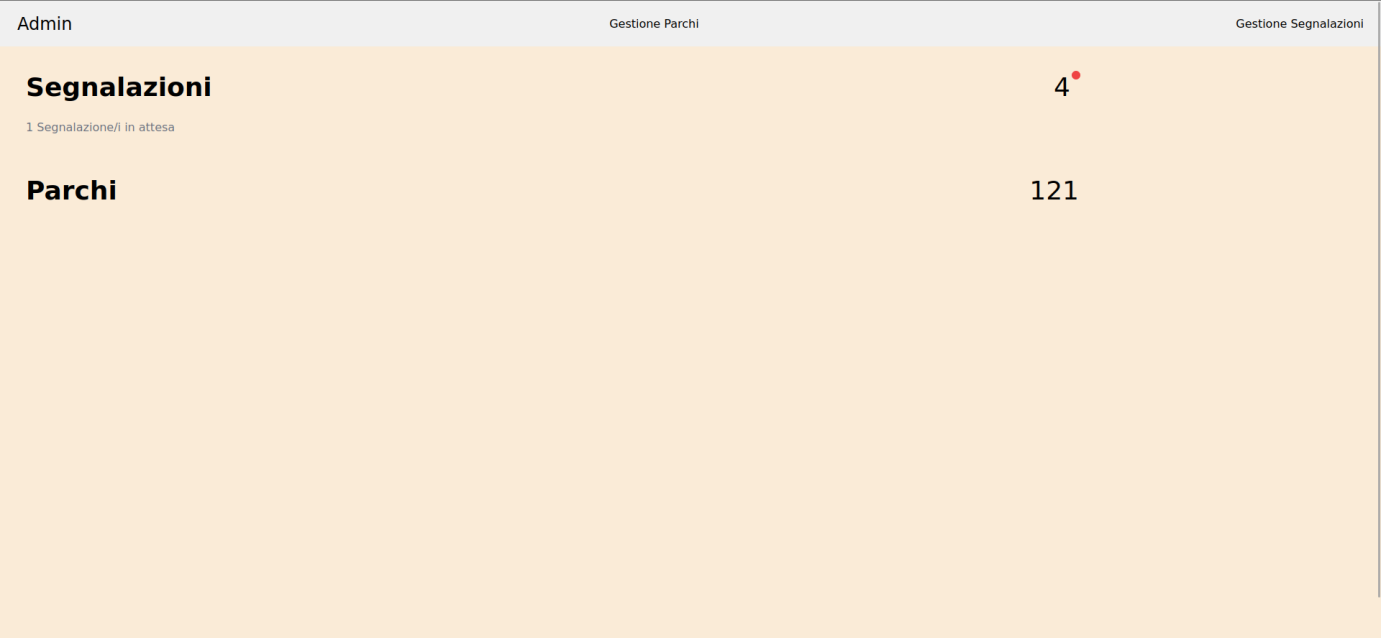 Admin
Gestione Parchi
Gestione Segnalazioni
Segnalazioni
4
1 Segnalazione/i in attesa
Parchi
121